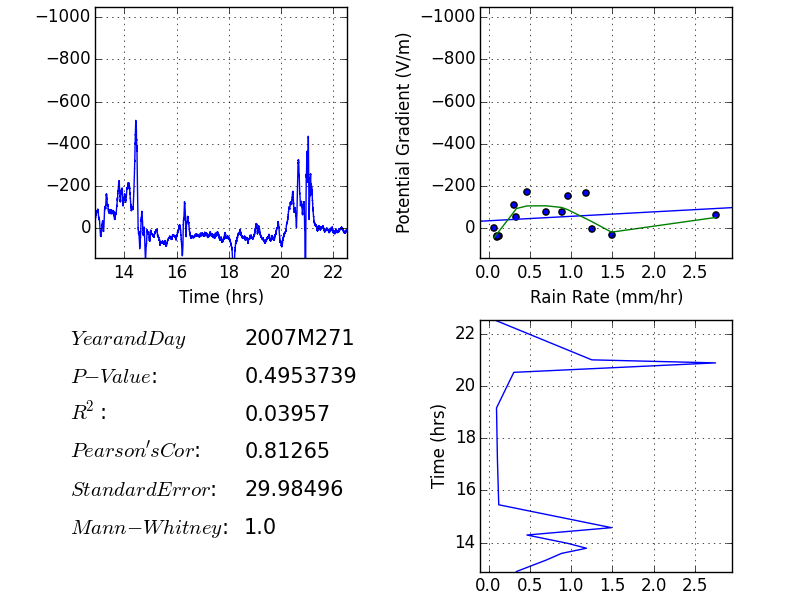 −1000
−800
−600
−400
−200
0
14 16 18 20 22
Time (hrs)
Potential Gradient (V/m)
−1000
−800
−600
−400
−200
0
0.0 0.5 1.0 1.5 2.0 2.5
Rain Rate (mm/hr)
YearandDay 2007M271
P−Value: 0.4953739
R²: 0.03957
Pearson'sCor: 0.81265
StandardError: 29.98496
Mann−Whitney: 1.0
Time (hrs)
22
20
18
16
14
0.0 0.5 1.0 1.5 2.0 2.5